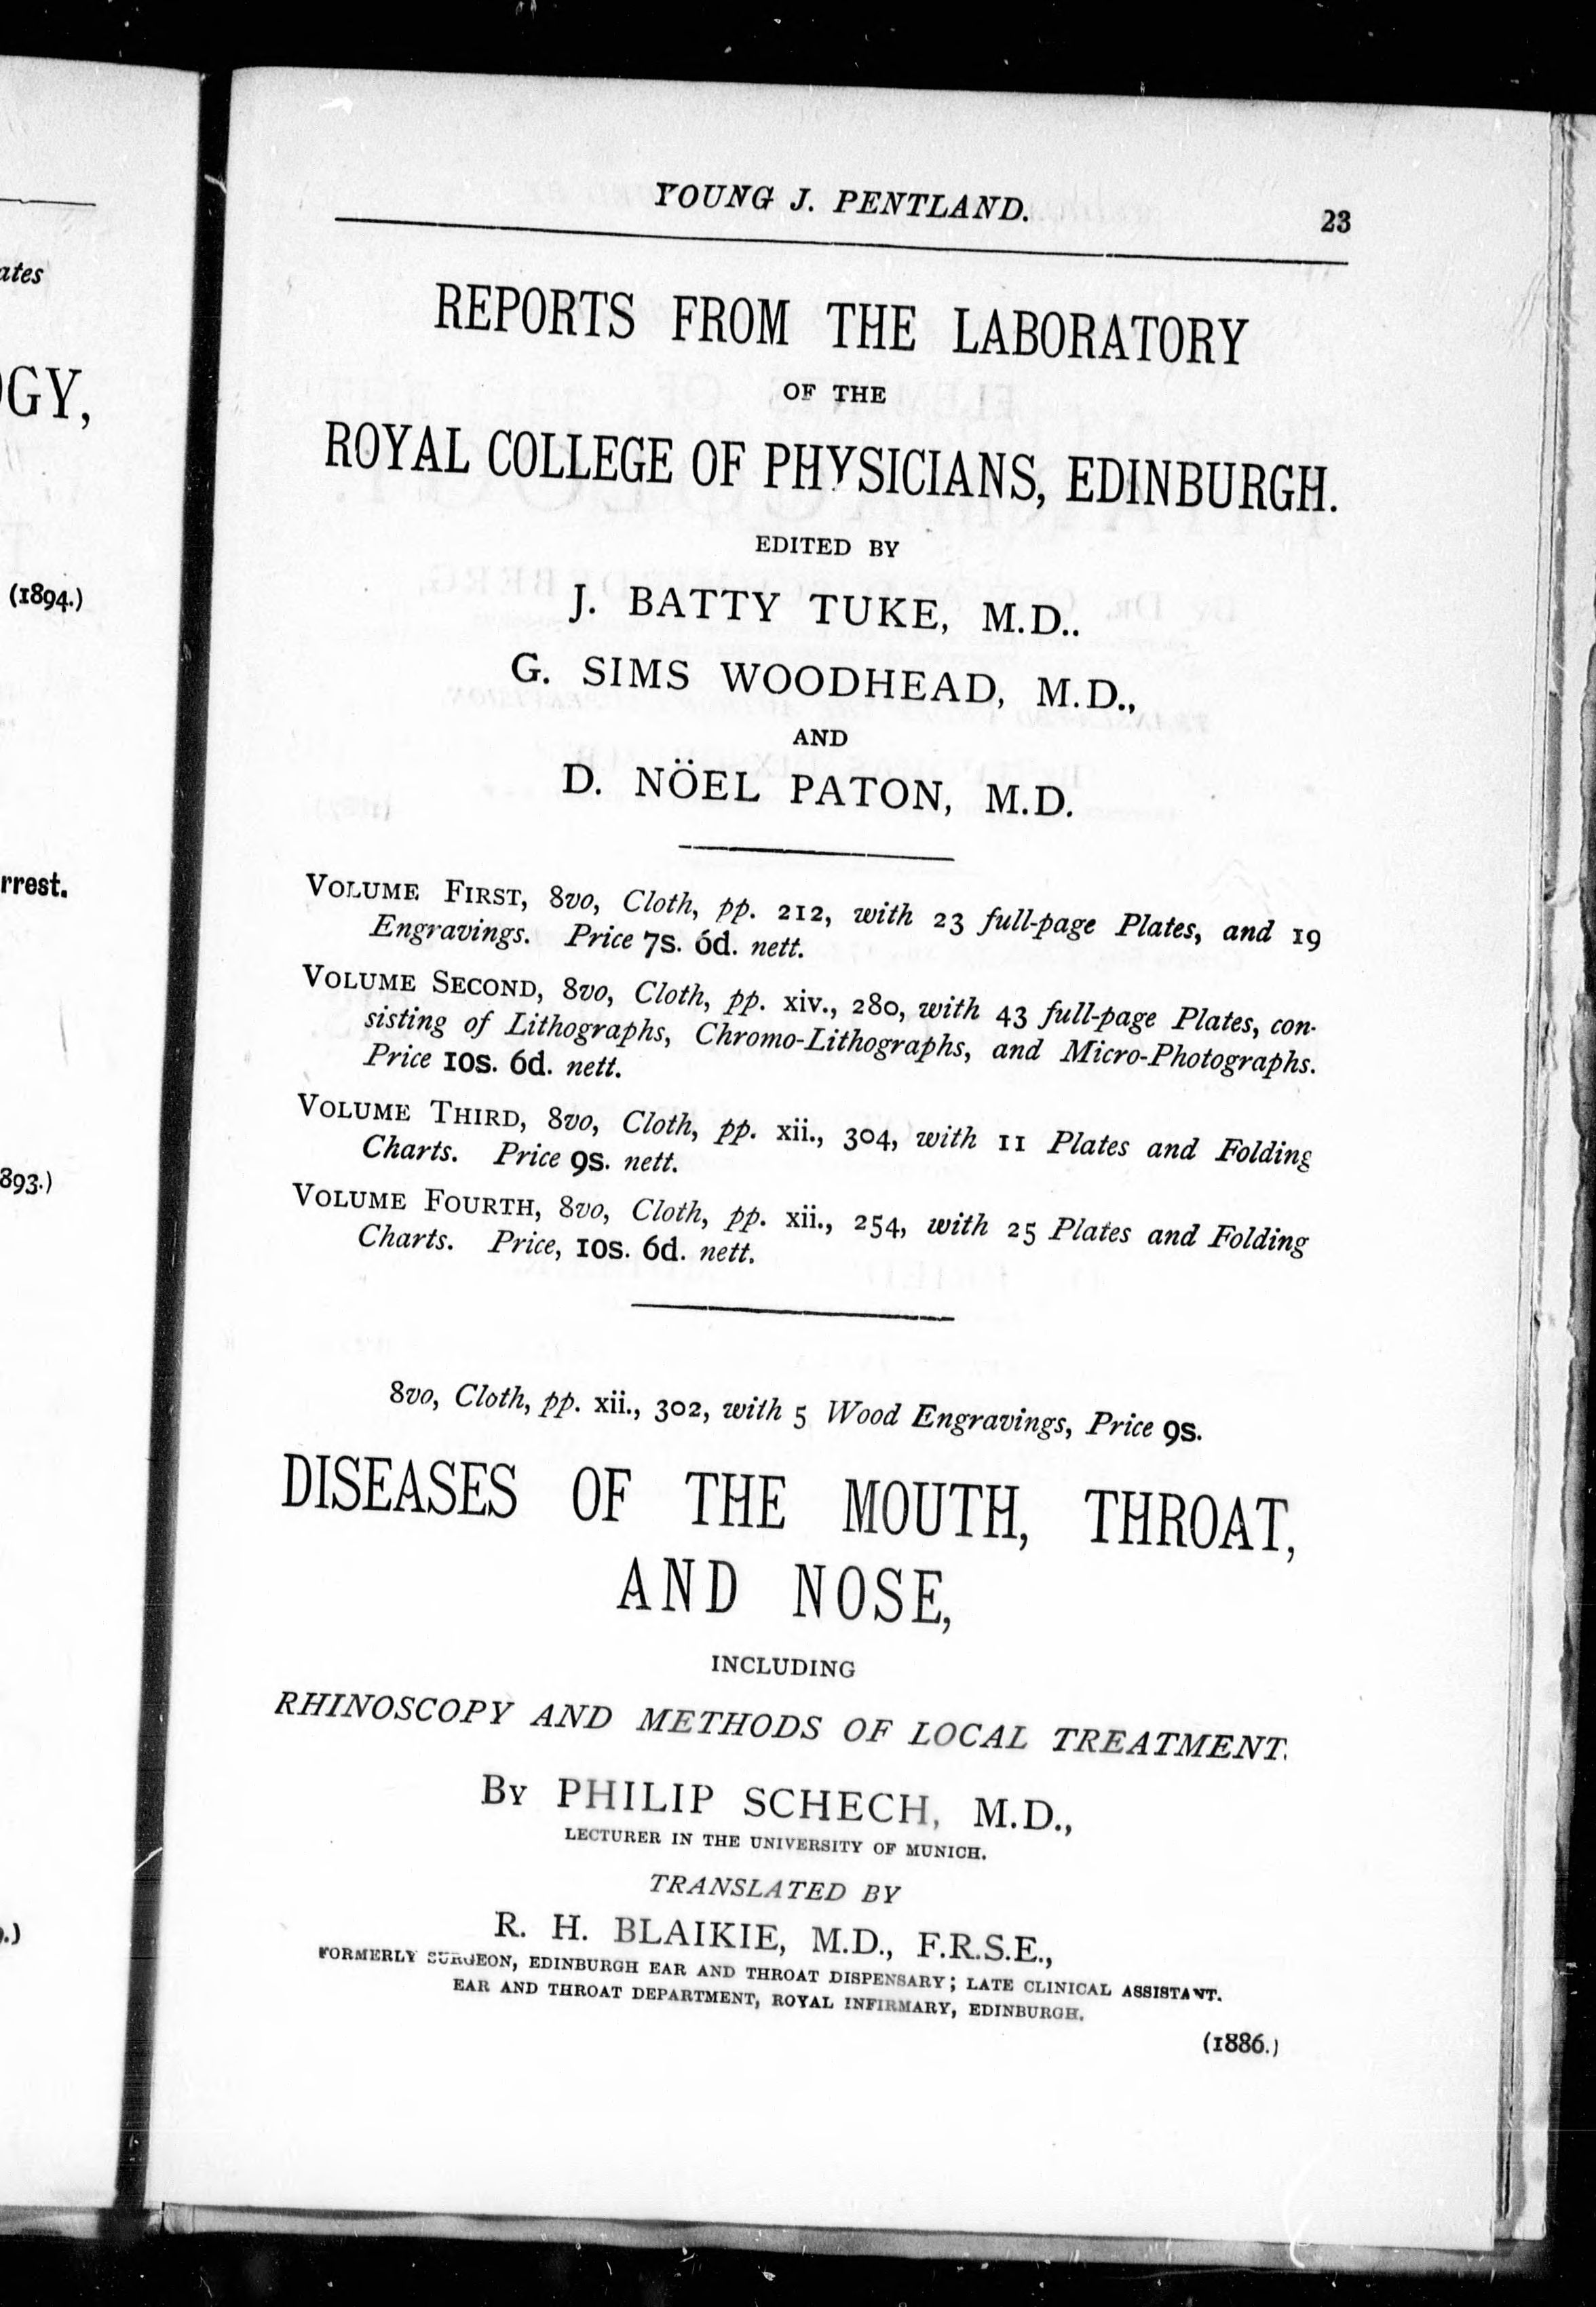 ates
GY,
(1894.)
rrest.
893.)
.)
YOUNG J. PENTLAND.
23
REPORTS FROM THE LABORATORY
OF THE
ROYAL COLLEGE OF PHYSICIANS, EDINBURGH.
EDITED BY
J. BATTY TUKE, M.D..
G. SIMS WOODHEAD, M.D.,
AND
D. NÖEL PATON, M.D.
VOLUME FIRST, 8vo, Cloth, pp. 212, with 23 full-page Plates, and 19
Engravings. Price 7s. 6d. nett.
VOLUME SECOND, 8vo, Cloth, pp. xiv., 280, with 43 full-page Plates, con-
sisting of Lithographs, Chromo-Lithographs, and Micro-Photographs.
Price 10s. 6d. nett.
VOLUME THIRD, 8vo, Cloth, pp. xii., 304, with 11 Plates and Folding
Charts. Price 9s. nett.
VOLUME FOURTH, 8vo, Cloth, pp. xii., 254, with 25 Plates and Folding
Charts. Price, 10s. 6d. nett.
8vo, Cloth, pp. xii., 302, with 5 Wood Engravings, Price 9s.
DISEASES OF THE MOUTH, THROAT,
AND NOSE,
INCLUDING
RHINOSCOPY AND METHODS OF LOCAL TREATMENT.
BY PHILIP SCHECH, M.D.,
LECTURER IN THE UNIVERSITY OF MUNICH.
TRANSLATED BY
R. H. BLAIKIE, M.D., F.R.S.E.,
FORMERLY SURGEON, EDINBURGH EAR AND THROAT DISPENSARY; LATE CLINICAL ASSISTANT.
EAR AND THROAT DEPARTMENT, ROYAL INFIRMARY, EDINBURGH.
(1886.)